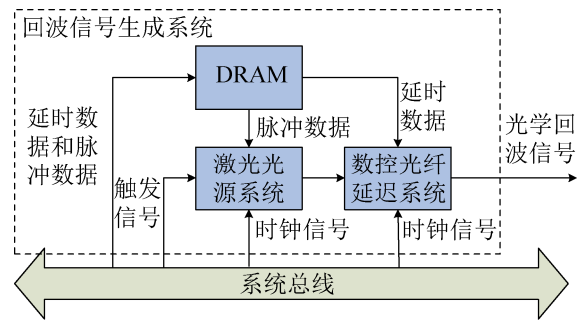 回波信号生成系统
DRAM
延时数
据和脉
冲数据
脉冲数据
延时
数据
光学回
波信号
触发
信号
激光光
源系统
数控光纤
延迟系统
时钟信号
时钟信号
系统总线